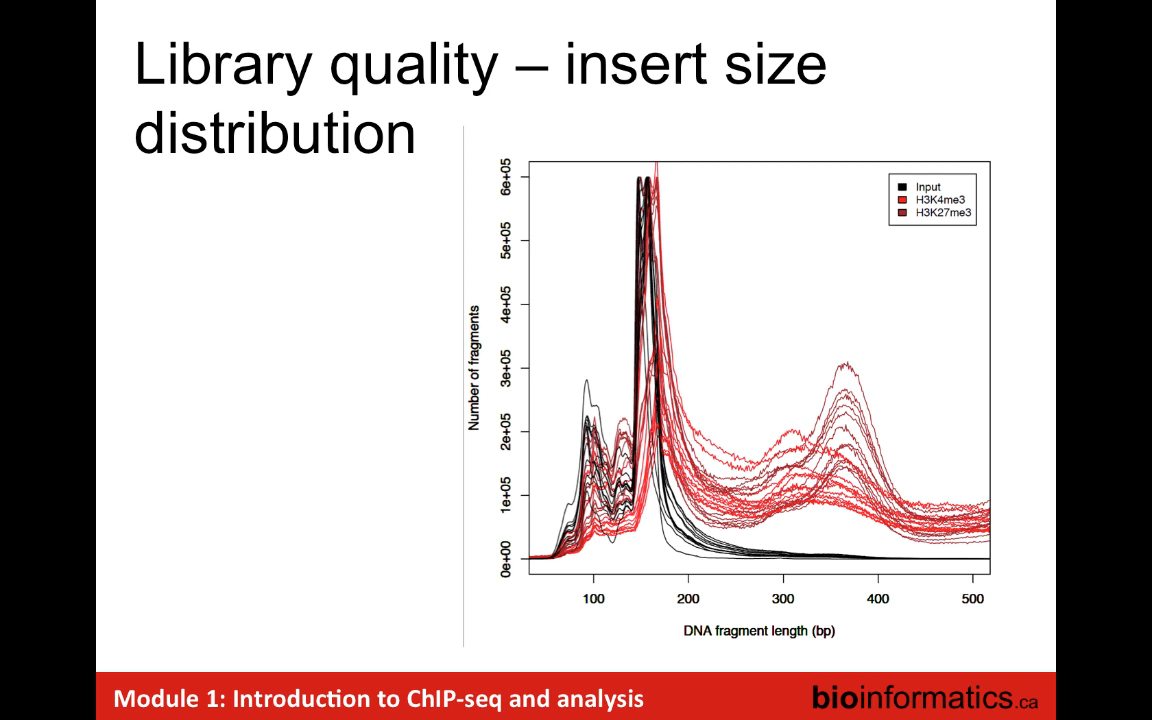 Library quality – insert size
distribution
Input
H3K4me3
H3K27me3
Number of fragments
6e+05
5e+05
4e+05
3e+05
2e+05
1e+05
0e+00
100 200 300 400 500
DNA fragment length (bp)
Module 1: Introduction to ChIP-seq and analysis
bioinformatics.ca